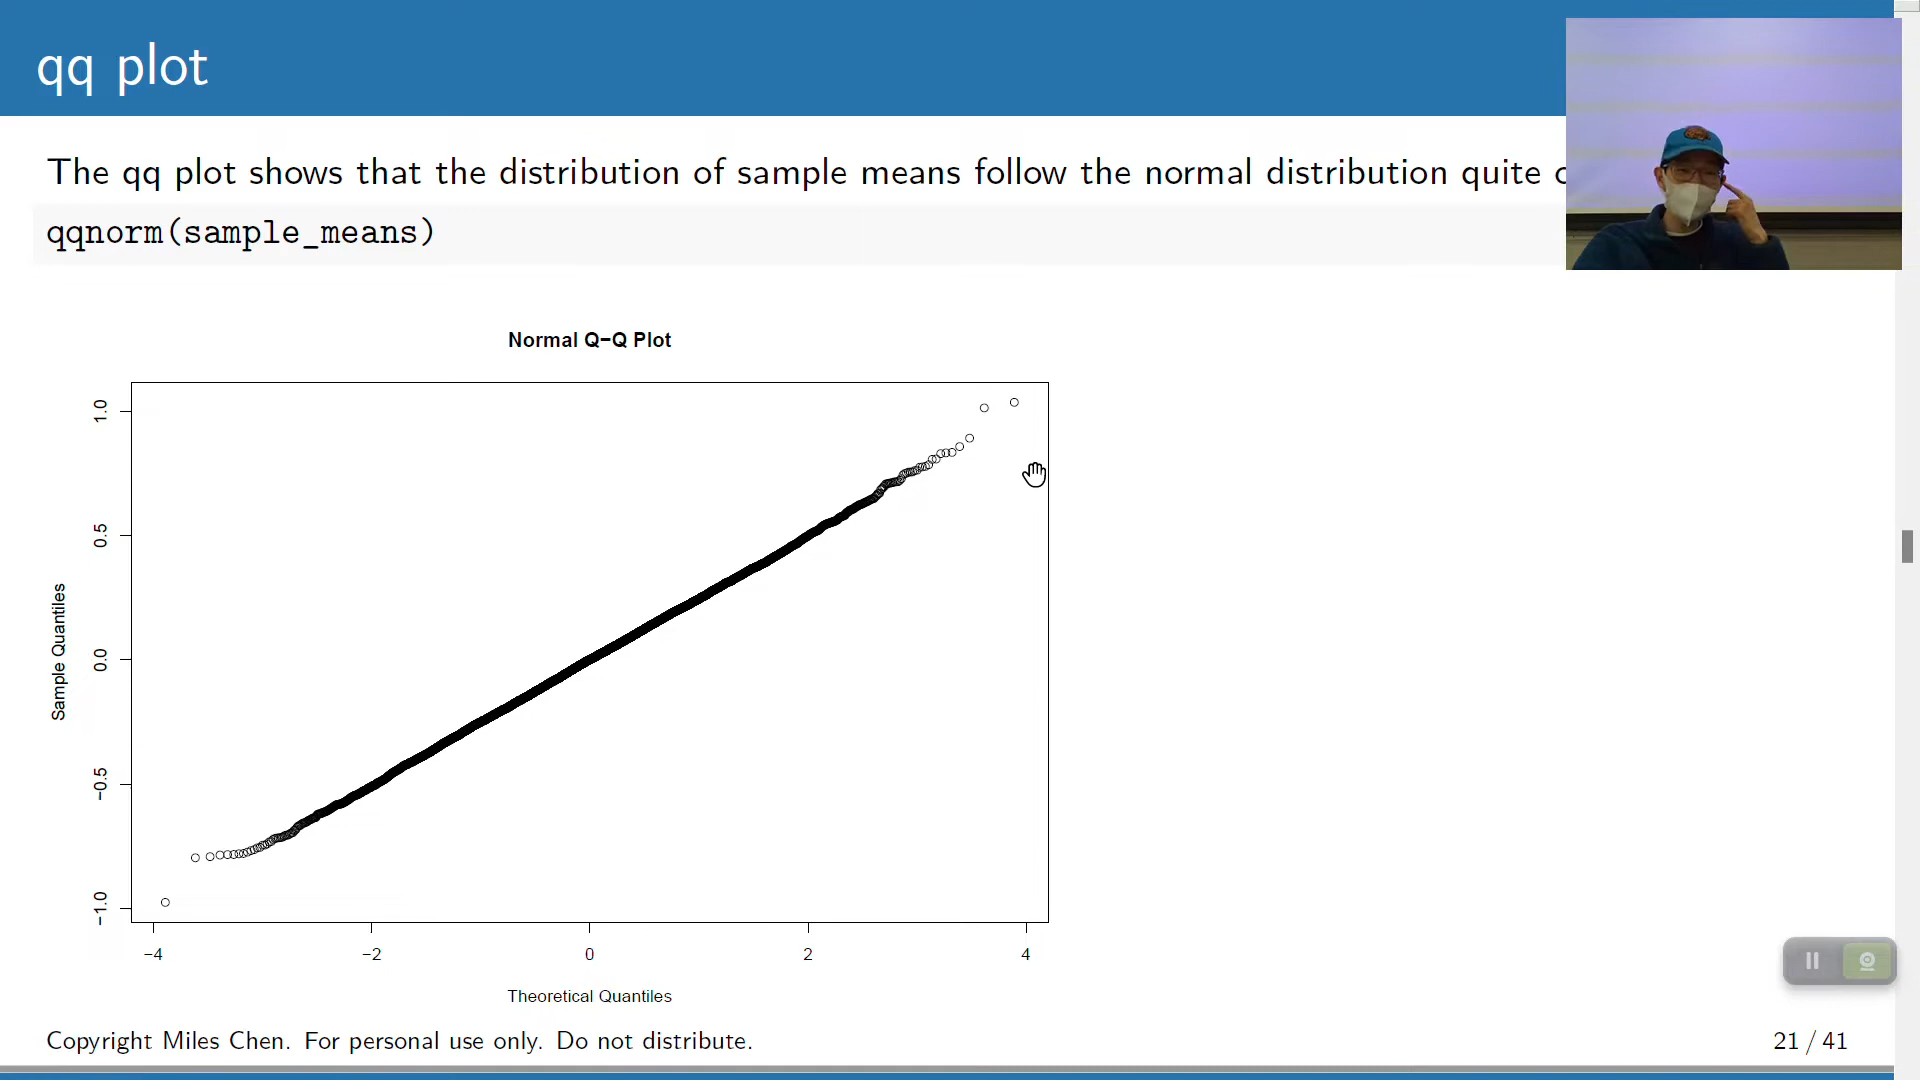 qq plot
The qq plot shows that the distribution of sample means follow the normal distribution quite
qqnorm(sample_means)
Normal Q−Q Plot
Sample Quantiles
1.0
0.5
0.0
−0.5
−1.0
−4
−2
0
2
4
Theoretical Quantiles
Copyright Miles Chen. For personal use only. Do not distribute.
21 / 41